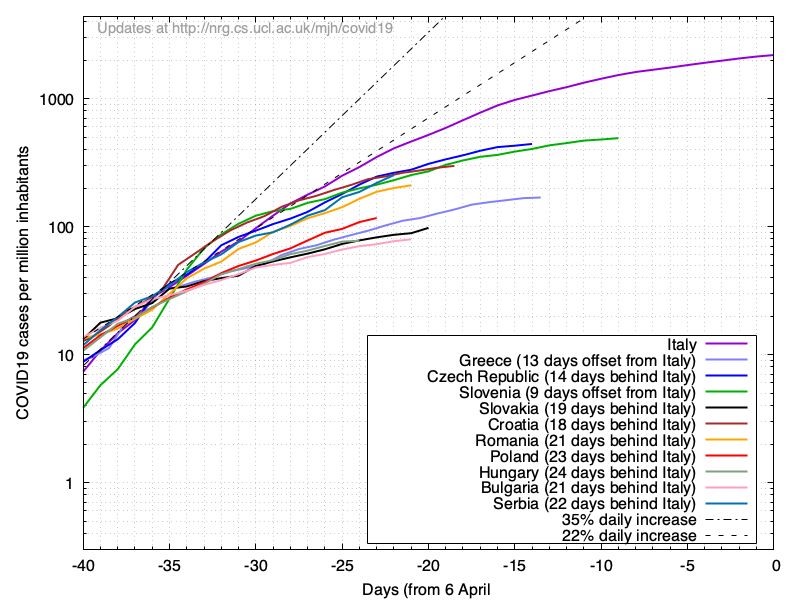 Updates at http://nrg.cs.ucl.ac.uk/mjh/covid19
COVID19 cases per million inhabitants
1000
100
10
1
Italy
Greece (13 days offset from Italy)
Czech Republic (14 days behind Italy)
Slovenia (9 days offset from Italy)
Slovakia (19 days behind Italy)
Croatia (18 days behind Italy)
Romania (21 days behind Italy)
Poland (23 days behind Italy)
Hungary (24 days behind Italy)
Bulgaria (21 days behind Italy)
Serbia (22 days behind Italy)
35% daily increase
22% daily increase
-40 -35 -30 -25 -20 -15 -10 -5 0
Days (from 6 April